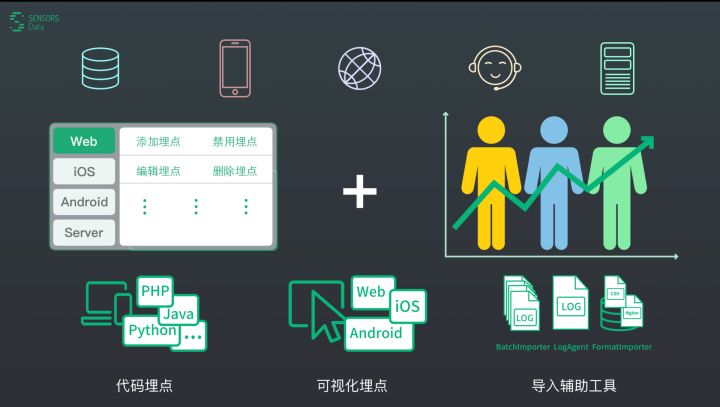 SENSORS
Data
Web
添加埋点 禁用埋点
iOS
编辑埋点 删除埋点
Android
Server
PHP
Java
Python
...
Web
iOS
Android
LOG
LOG
CSV
Nginx
BatchImporter LogAgent FormatImporter
代码埋点
可视化埋点
导入辅助工具